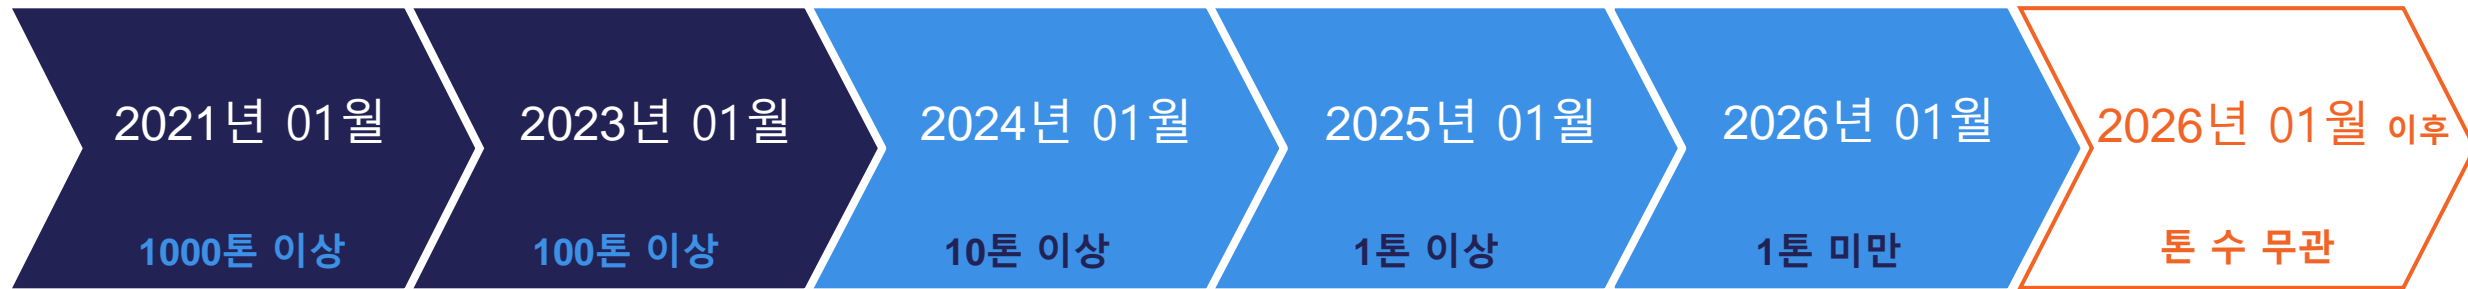 2021년 01월
1000톤 이상
2023년 01월
100톤 이상
2024년 01월
10톤 이상
2025년 01월
1톤 이상
2026년 01월
1톤 미만
2026년 01월 이후
톤 수 무관